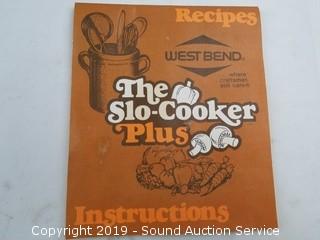 Recipes
WEST BEND®
where
craftsmen
still care®
The
Slo-Cooker
Plus
Instructions
Copyright 2019 - Sound Auction Service